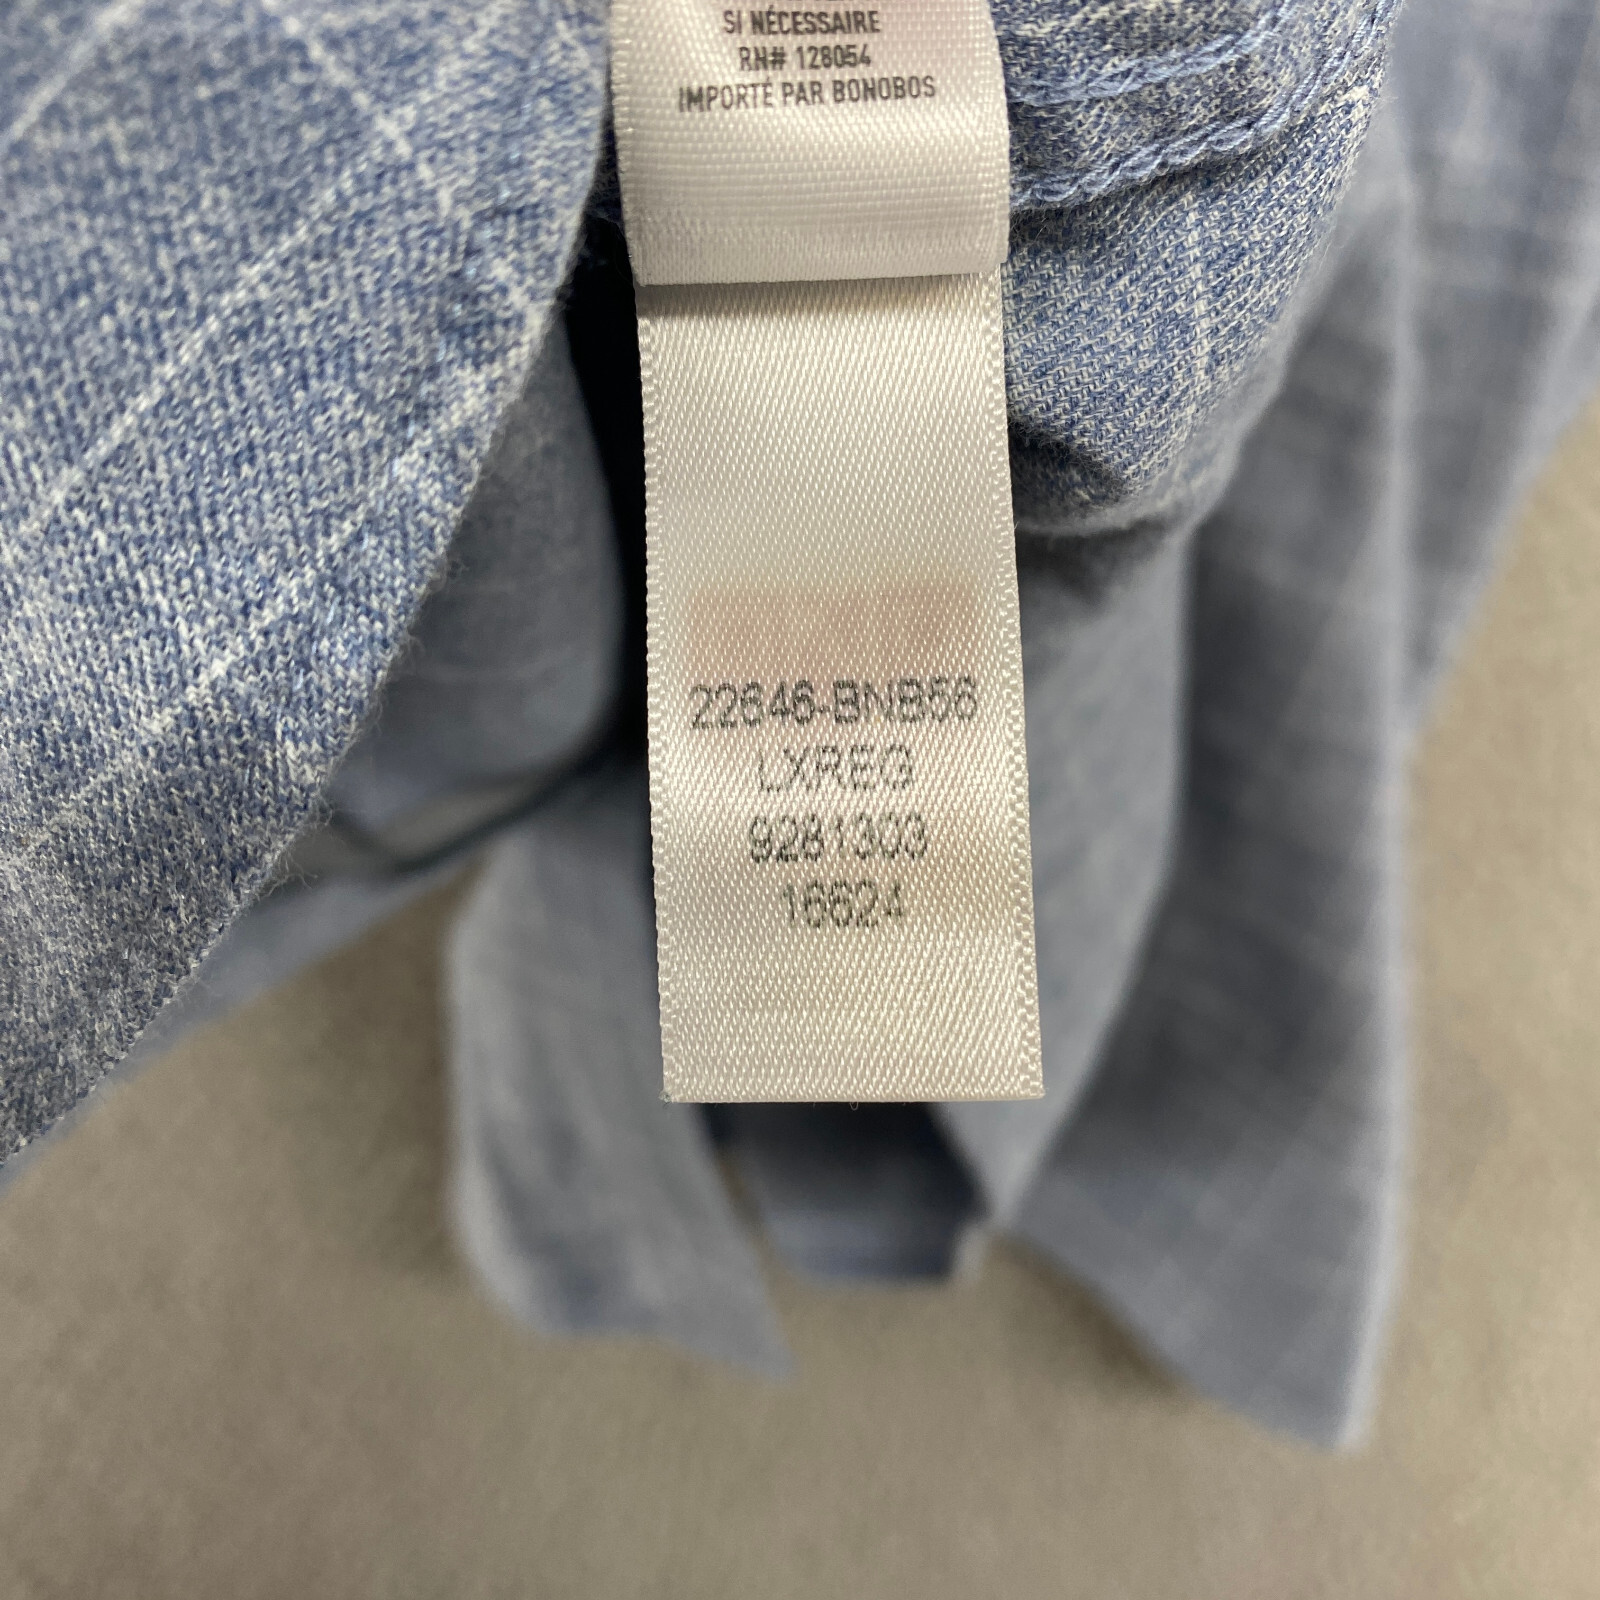 SI NÉCESSAIRE
RN# 128054
IMPORTÉ PAR BONOBOS
22646-BNB56
LXREG
9281303
16624